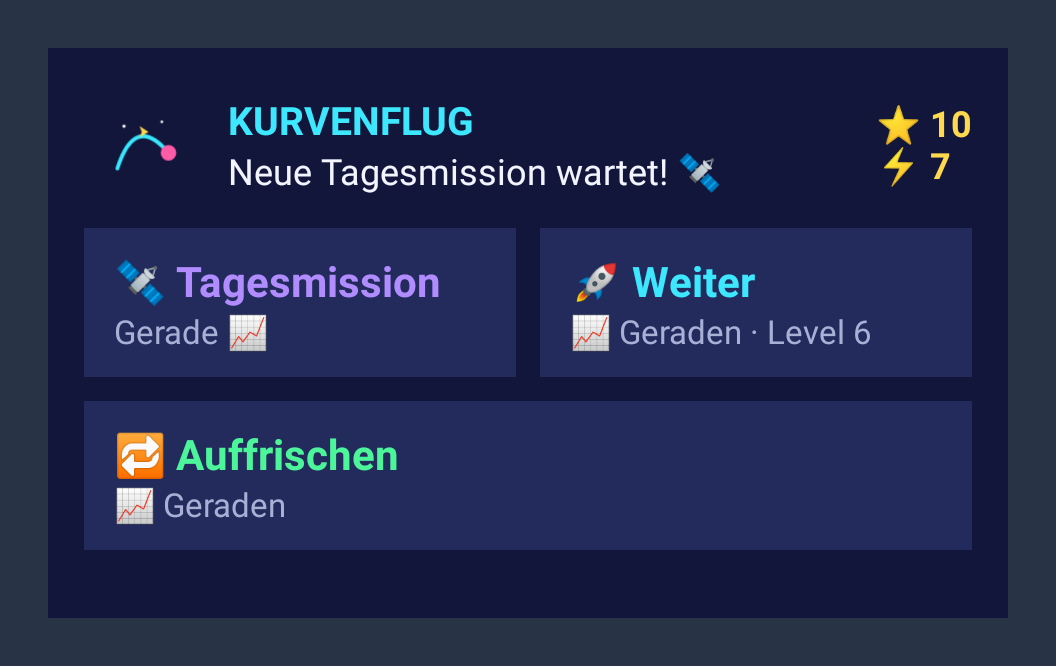 KURVENFLUG
Neue Tagesmission wartet! 🛰️
⭐ 10
⚡ 7
🛰️ Tagesmission
Gerade 📈
🚀 Weiter
📈 Geraden · Level 6
🔁 Auffrischen
📈 Geraden